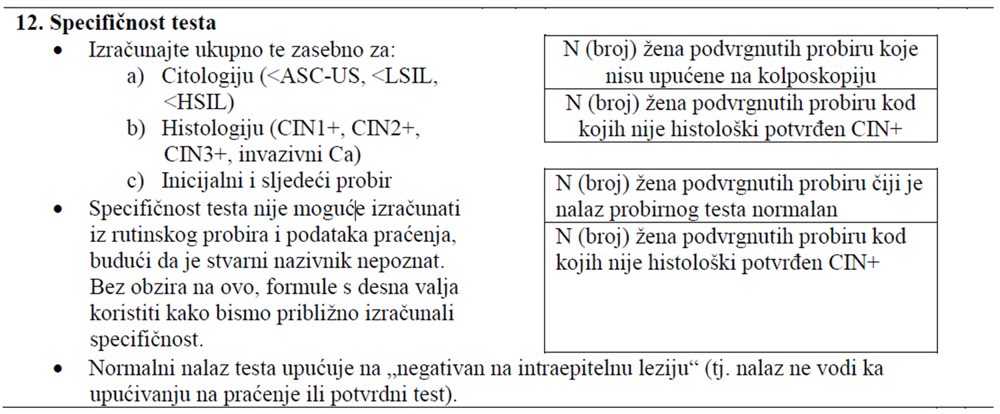 12. Specifičnost testa
• Izračunajte ukupno te zasebno za:
a) Citologiju (<ASC-US, <LSIL,
<HSIL)
b) Histologiju (CIN1+, CIN2+,
CIN3+, invazivni Ca)
c) Inicijalni i sljedeći probir
• Specifičnost testa nije moguće izračunati
iz rutinskog probira i podataka praćenja,
budući da je stvarni nazivnik nepoznat.
Bez obzira na ovo, formule s desna valja
koristiti kako bismo približno izračunali
specifičnost.
N (broj) žena podvrgnutih probiru koje
nisu upućene na kolposkopiju
N (broj) žena podvrgnutih probiru kod
kojih nije histološki potvrđen CIN+
N (broj) žena podvrgnutih probiru čiji je
nalaz probirnog testa normalan
N (broj) žena podvrgnutih probiru kod
kojih nije histološki potvrđen CIN+
• Normalni nalaz testa upućuje na „negativan na intraepitelnu leziju“ (tj. nalaz ne vodi ka
upućivanju na praćenje ili potvrdni test).